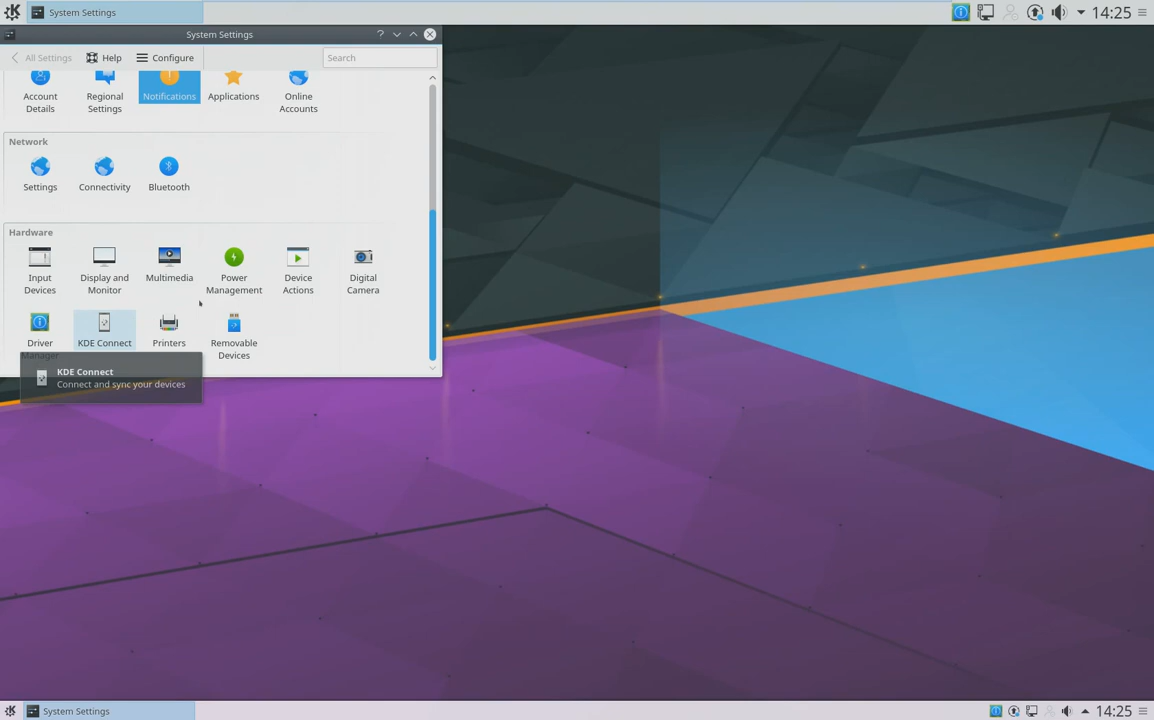 System Settings
14:25
System Settings
?
All Settings
Help
Configure
Search
Account
Details
Regional
Settings
Notifications
Applications
Online
Accounts
Network
Settings
Connectivity
Bluetooth
Hardware
Input
Devices
Display and
Monitor
Multimedia
Power
Management
Device
Actions
Digital
Camera
Driver
Manager
KDE Connect
Printers
Removable
Devices
KDE Connect
Connect and sync your devices
System Settings
14:25